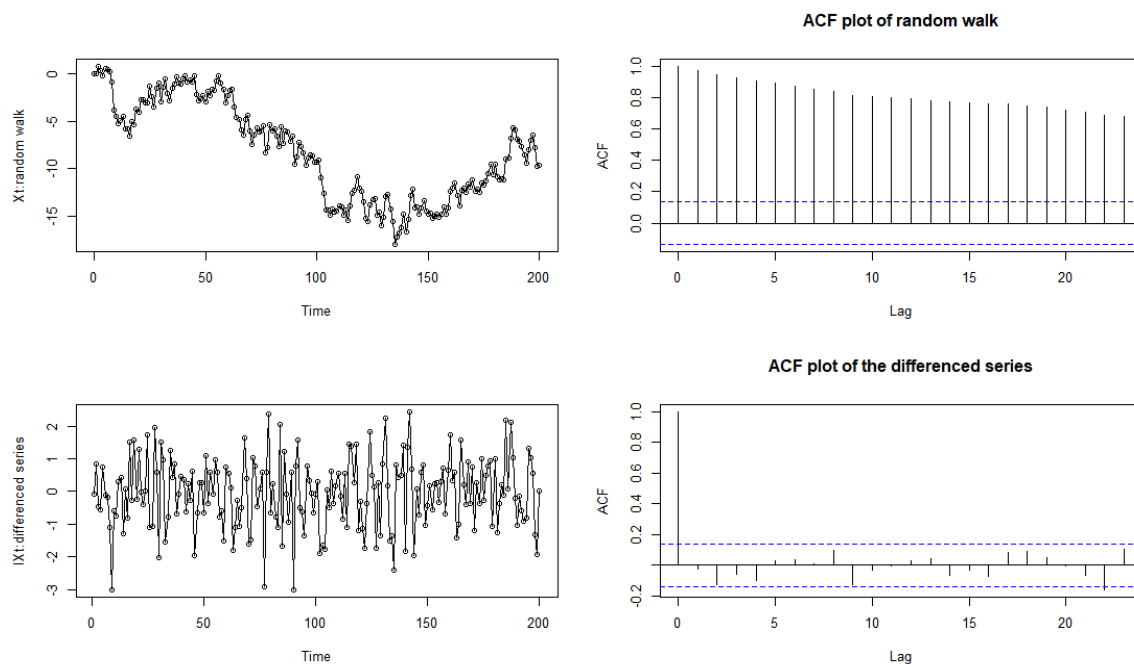 ACF plot of random walk
Xt:random walk
0
-5
-10
-15
0 50 100 150 200
Time
ACF
1.0
0.8
0.6
0.4
0.2
0.0
0 5 10 15 20
Lag
ACF plot of the differenced series
IXt:differenced series
2
1
0
-1
-2
-3
0 50 100 150 200
Time
ACF
1.0
0.8
0.6
0.4
0.2
-0.2
0 5 10 15 20
Lag